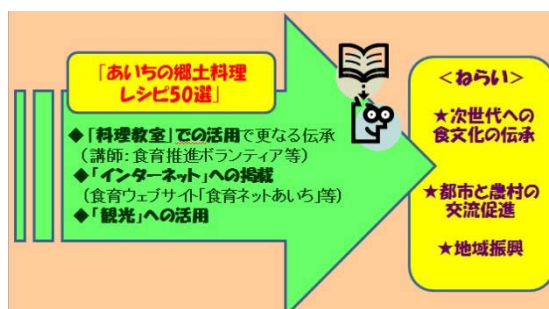 「あいちの郷土料理
レシピ50選」
◆「料理教室」での活用で更なる伝承
（講師：食育推進ボランティア等）
◆「インターネット」への掲載
（食育ウェブサイト「食育ネットあいち」等）
◆「観光」への活用
＜ねらい＞
★次世代への
食文化の伝承
★都市と農村の
交流促進
★地域振興